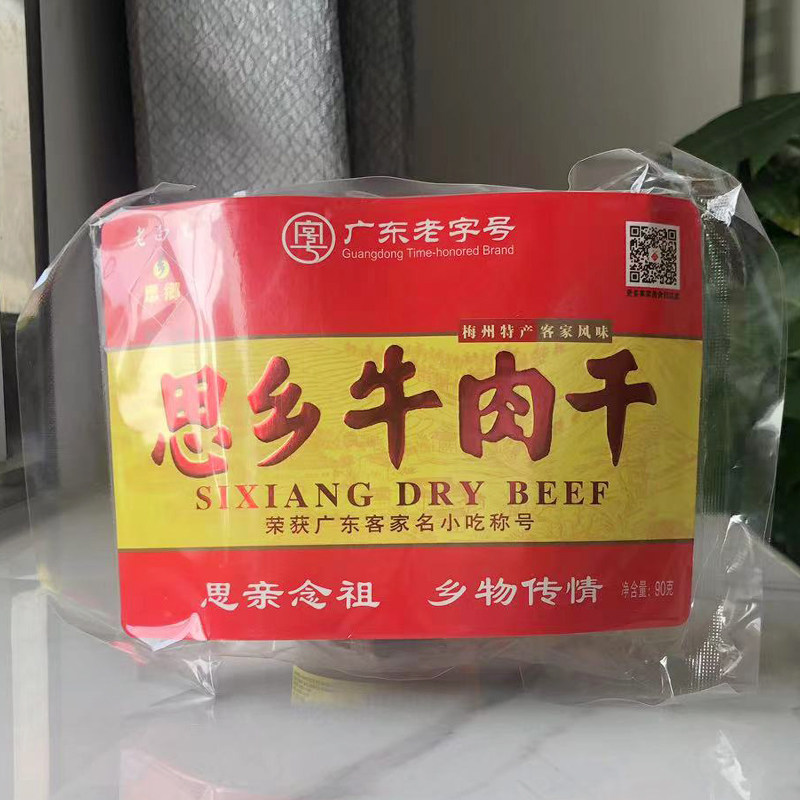 广东老字号
Guangdong Time-honored Brand
思乡
梅州特产 客家风味
思乡牛肉干
SIXIANG DRY BEEF
荣获广东客家名小吃称号
思亲念祖 乡物传情
净含量：90克